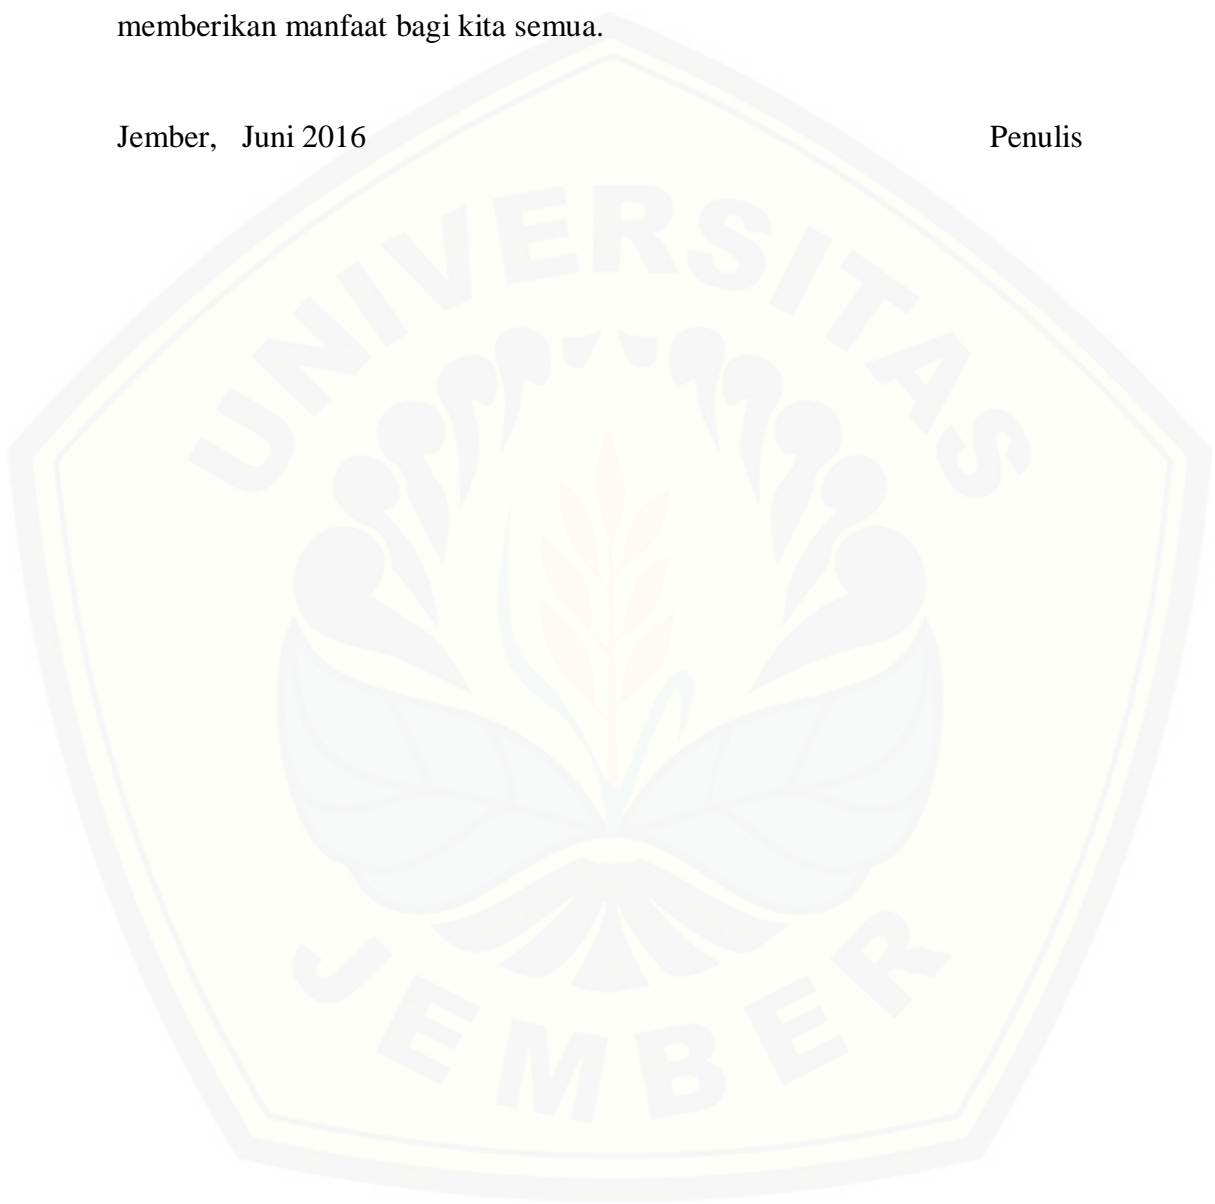 memberikan manfaat bagi kita semua.
Jember,   Juni 2016                    Penulis
UNIVERSITAS
JEMBER